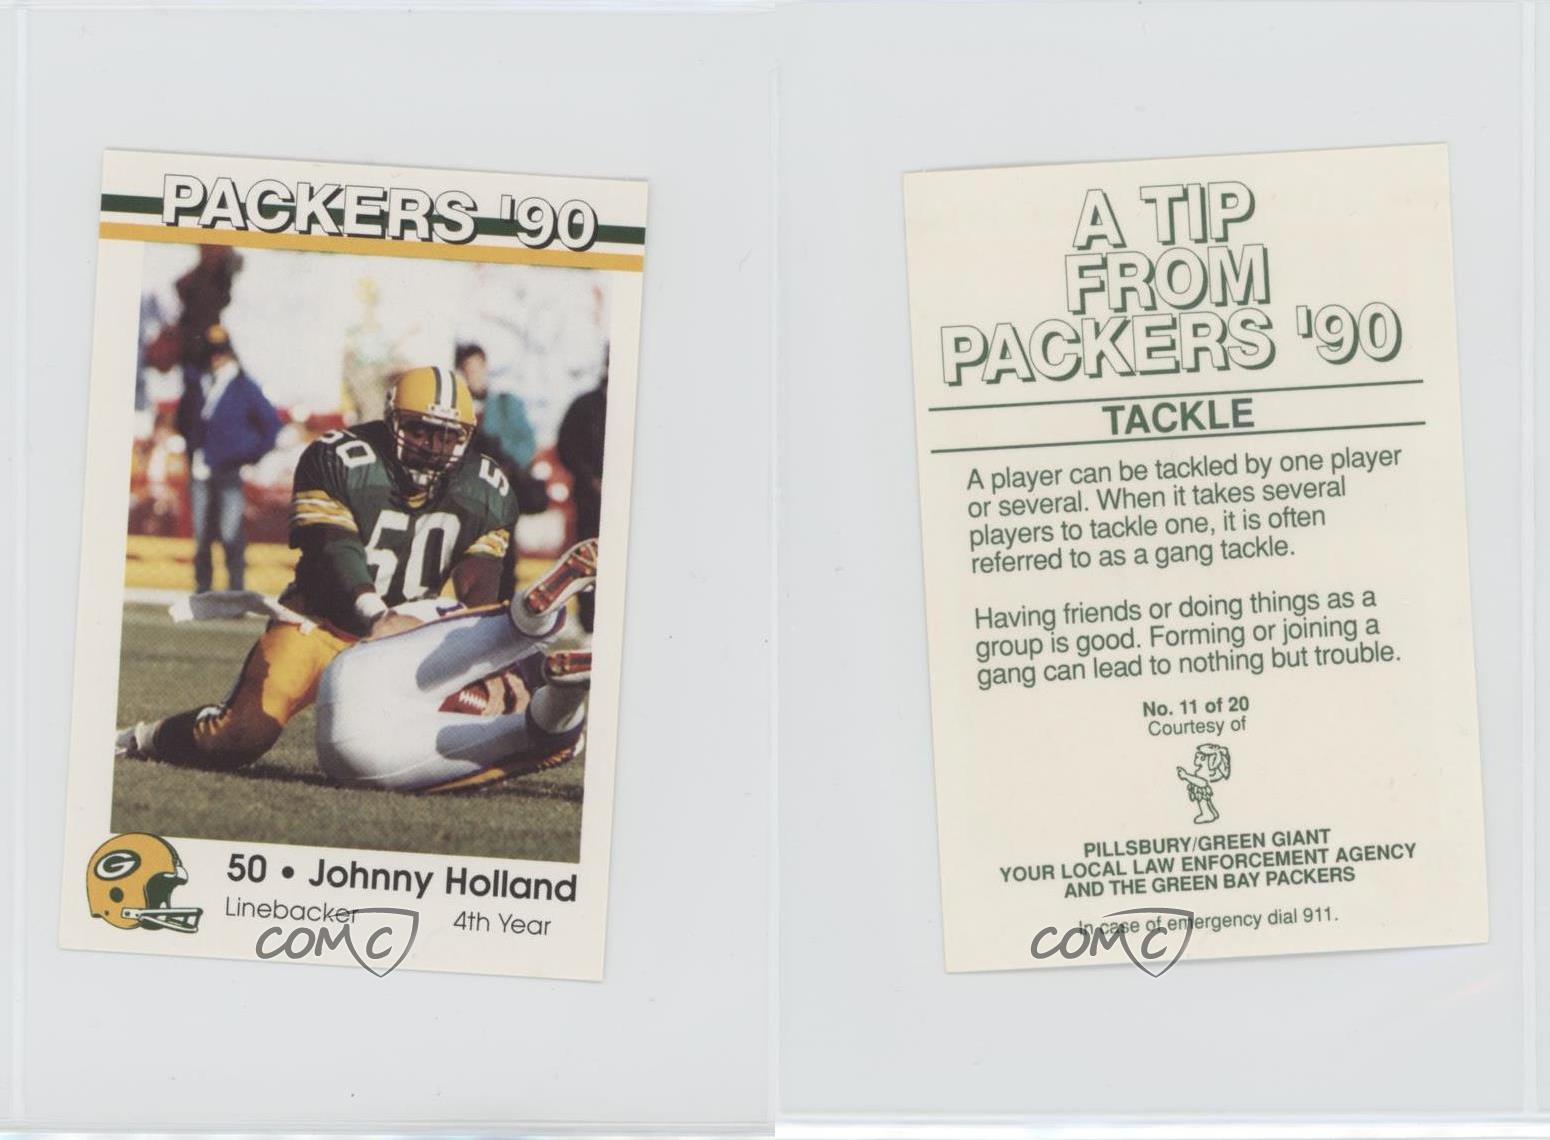 PACKERS '90
50
5
50
G
50 • Johnny Holland
Linebacker 4th Year
COMC
A TIP
FROM
PACKERS '90
TACKLE
A player can be tackled by one player
or several. When it takes several
players to tackle one, it is often
referred to as a gang tackle.
Having friends or doing things as a
group is good. Forming or joining a
gang can lead to nothing but trouble.
No. 11 of 20
Courtesy of
PILLSBURY/GREEN GIANT
YOUR LOCAL LAW ENFORCEMENT AGENCY
AND THE GREEN BAY PACKERS
In case of emergency dial 911.
COMC